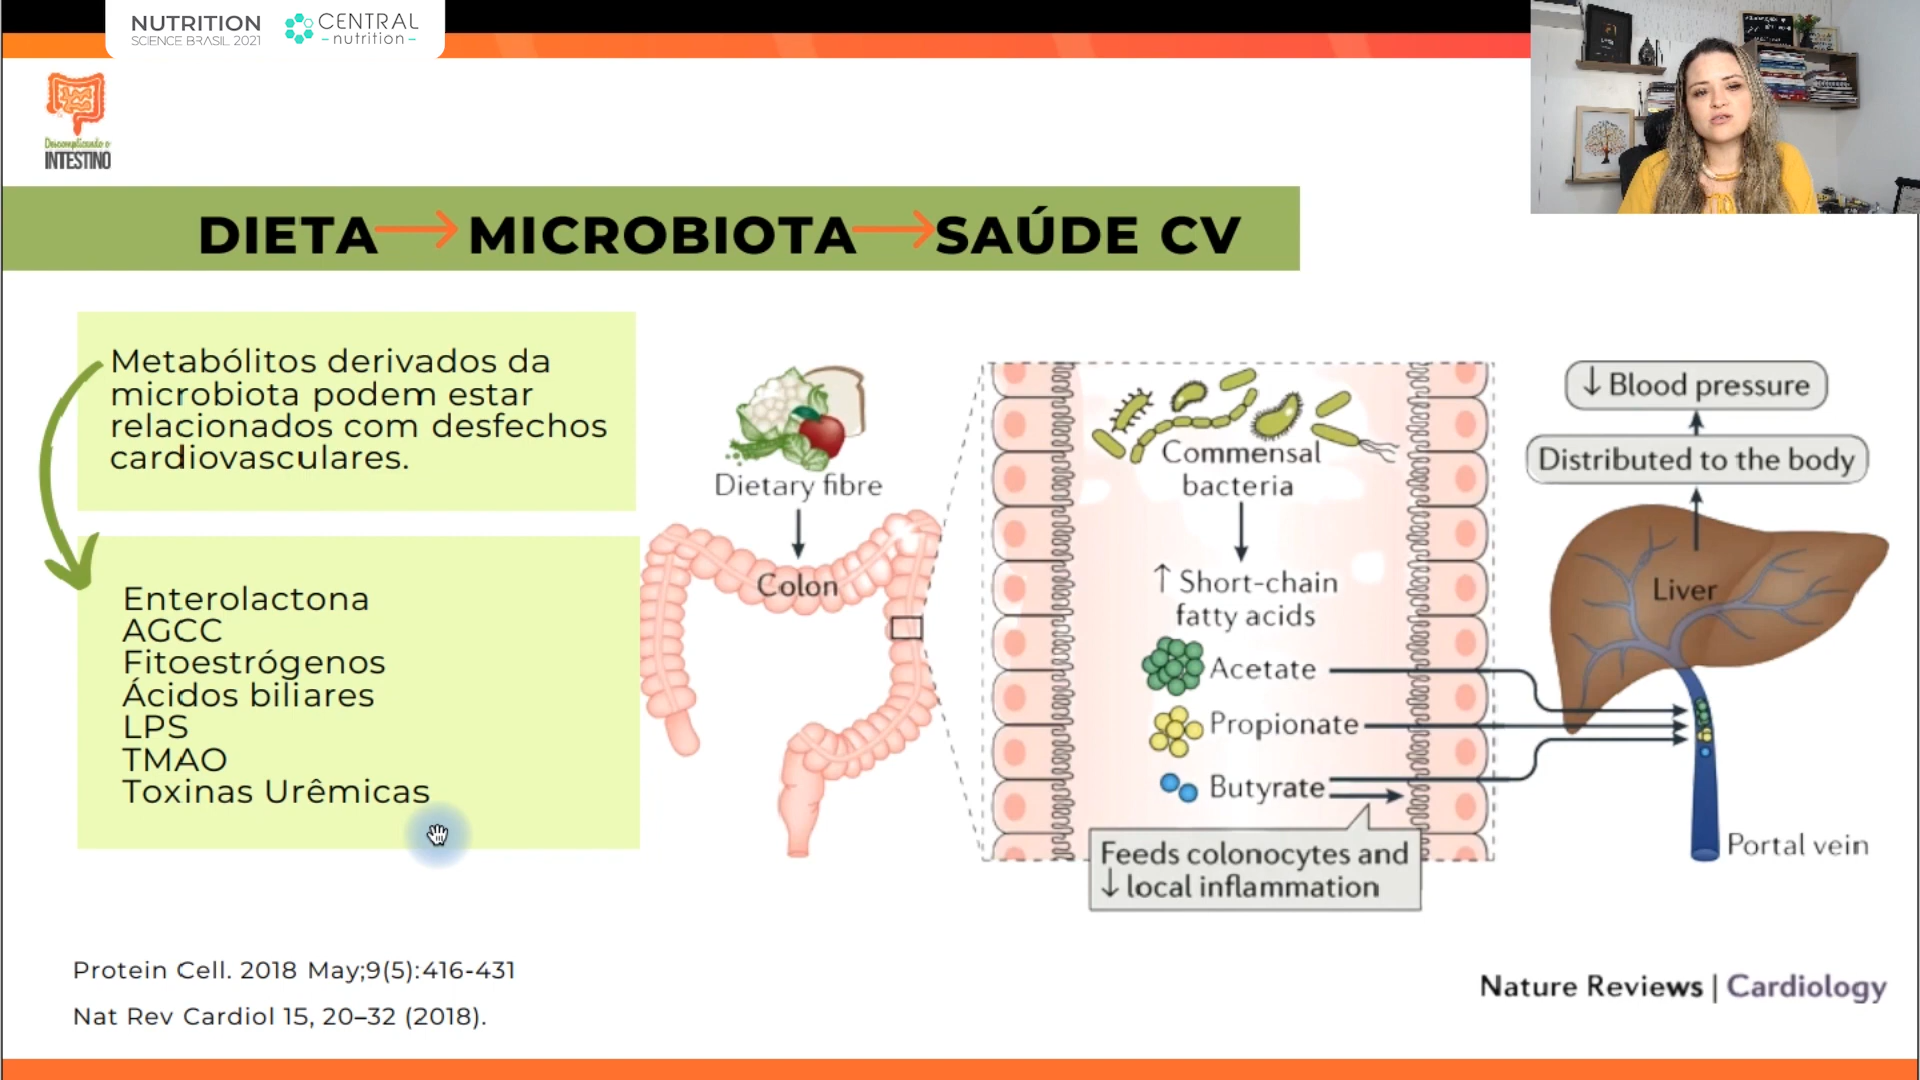 NUTRITION
SCIENCE BRASIL 2021
CENTRAL
nutrition
Descomplicando o
INTESTINO
DIETA → MICROBIOTA → SAÚDE CV
Metabólitos derivados da
microbiota podem estar
relacionados com desfechos
cardiovasculares.
Enterolactona
AGCC
Fitoestrógenos
Ácidos biliares
LPS
TMAO
Toxinas Urêmicas
Dietary fibre
Colon
Commensal
bacteria
↑ Short-chain
fatty acids
Acetate
Propionate
Butyrate
Feeds colonocytes and
↓ local inflammation
↓ Blood pressure
Distributed to the body
Liver
Portal vein
Protein Cell. 2018 May;9(5):416-431
Nat Rev Cardiol 15, 20–32 (2018).
Nature Reviews | Cardiology